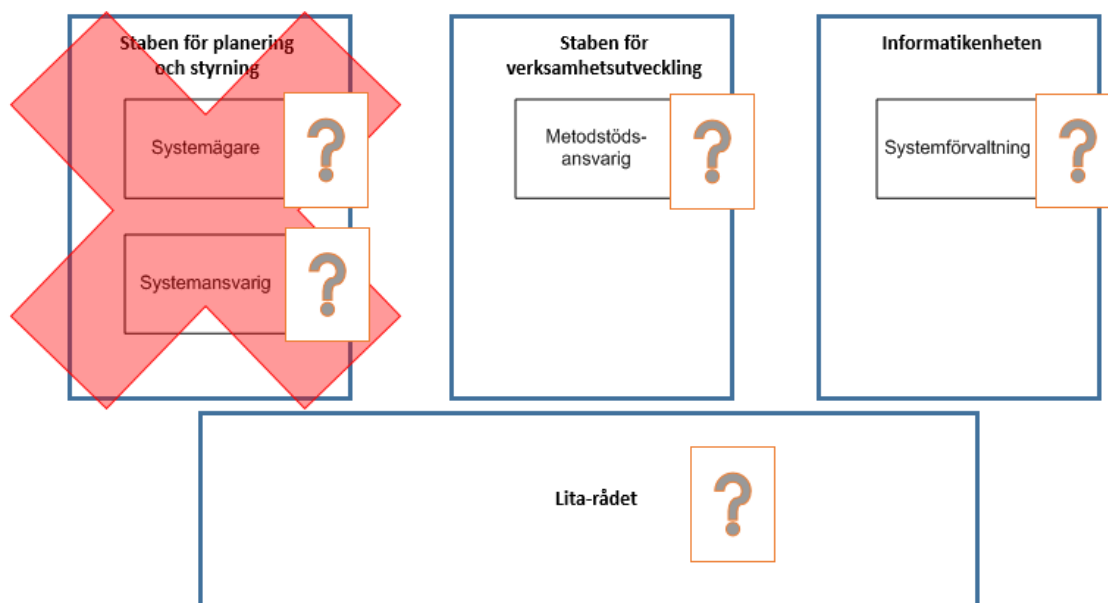 Staben för planering
och styrning
Systemägare
?
Systemansvarig
?
Staben för
verksamhetsutveckling
Metodstöds-
ansvarig
?
Informatikenheten
Systemförvaltning
?
Lita-rådet
?